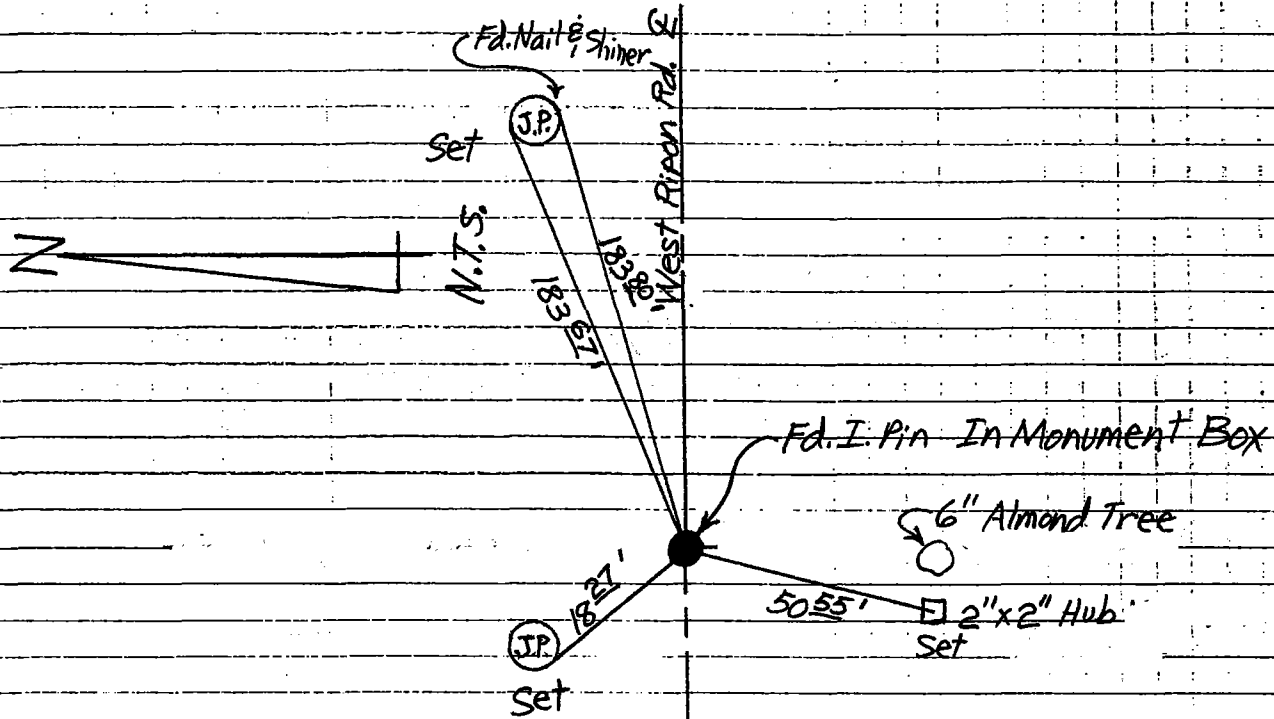 Fd. Nail & Shiner
West Ripon Rd. ℄
J.P.
Set
N
N.T.S.
183 80'
183 67'
Fd. I. Pin In Monument Box
6" Almond Tree
18 27'
50 55'
2"x2" Hub
Set
J.P.
Set